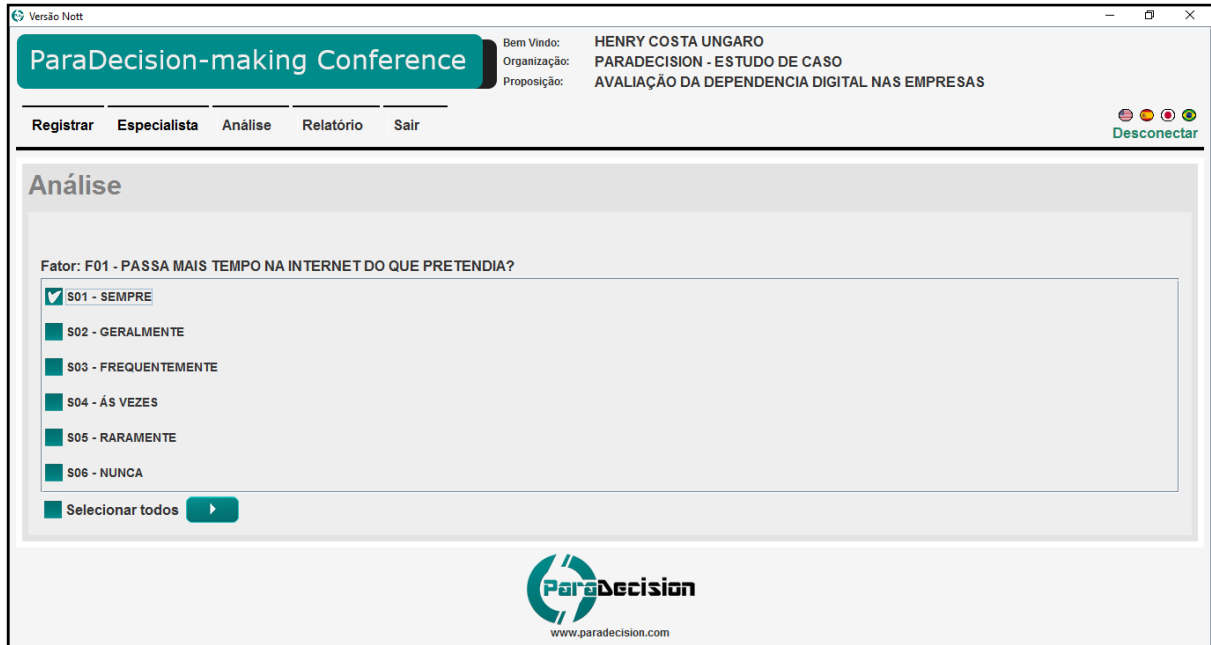 Versão Nott
ParaDecision-making Conference
Bem Vindo: HENRY COSTA UNGARO
Organização: PARADECISION - ESTUDO DE CASO
Proposição: AVALIAÇÃO DA DEPENDENCIA DIGITAL NAS EMPRESAS
Registrar Especialista Análise Relatório Sair
Desconectar
Análise
Fator: F01 - PASSA MAIS TEMPO NA INTERNET DO QUE PRETENDIA?
S01 - SEMPRE
S02 - GERALMENTE
S03 - FREQUENTEMENTE
S04 - ÁS VEZES
S05 - RARAMENTE
S06 - NUNCA
Selecionar todos
ParaDecision
www.paradecision.com